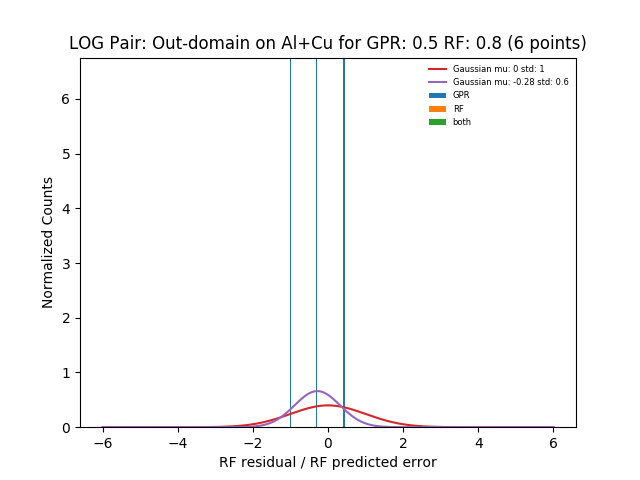 LOG Pair: Out-domain on Al+Cu for GPR: 0.5 RF: 0.8 (6 points)
Gaussian mu: 0 std: 1
Gaussian mu: -0.28 std: 0.6
GPR
RF
both
Normalized Counts
6
5
4
3
2
1
0
−6 −4 −2 0 2 4 6
RF residual / RF predicted error